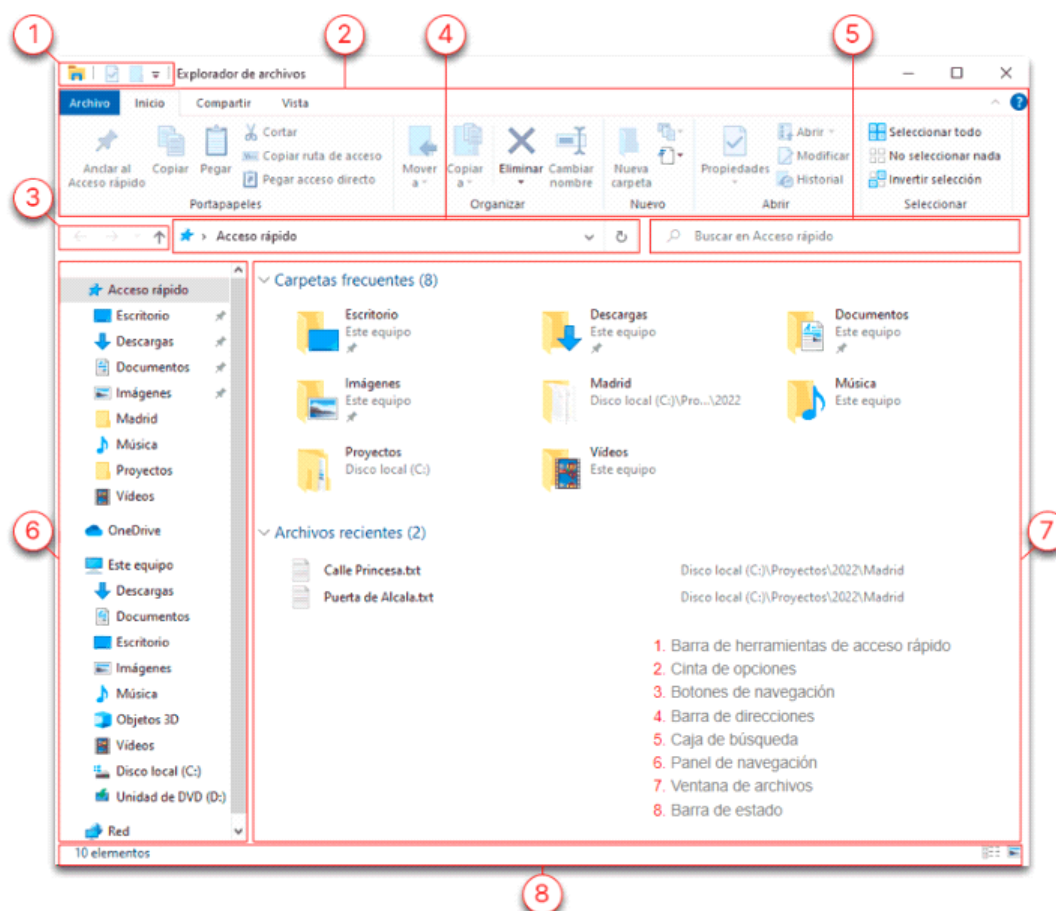 1
2
4
5
Explorador de archivos
Archivo Inicio Compartir Vista
Anclar al Acceso rápido
Copiar
Pegar
Cortar
Copiar ruta de acceso
Pegar acceso directo
Portapapeles
Mover a
Copiar a
Eliminar
Cambiar nombre
Organizar
Nueva carpeta
Nuevo
Propiedades
Abrir
Modificar
Historial
Abrir
Seleccionar todo
No seleccionar nada
Invertir selección
Seleccionar
3
Acceso rápido
Buscar en Acceso rápido
Acceso rápido
Escritorio
Descargas
Documentos
Imágenes
Madrid
Música
Proyectos
Vídeos
OneDrive
Este equipo
Descargas
Documentos
Escritorio
Imágenes
Música
Objetos 3D
Vídeos
Disco local (C:)
Unidad de DVD (D:)
Red
6
Carpetas frecuentes (8)
Escritorio
Este equipo
Descargas
Este equipo
Documentos
Este equipo
Imágenes
Este equipo
Madrid
Disco local (C:)\Pro...\2022
Música
Este equipo
Proyectos
Disco local (C:)
Vídeos
Este equipo
7
Archivos recientes (2)
Calle Princesa.txt Disco local (C:)\Proyectos\2022\Madrid
Puerta de Alcala.txt Disco local (C:)\Proyectos\2022\Madrid
1. Barra de herramientas de acceso rápido
2. Cinta de opciones
3. Botones de navegación
4. Barra de direcciones
5. Caja de búsqueda
6. Panel de navegación
7. Ventana de archivos
8. Barra de estado
10 elementos
8